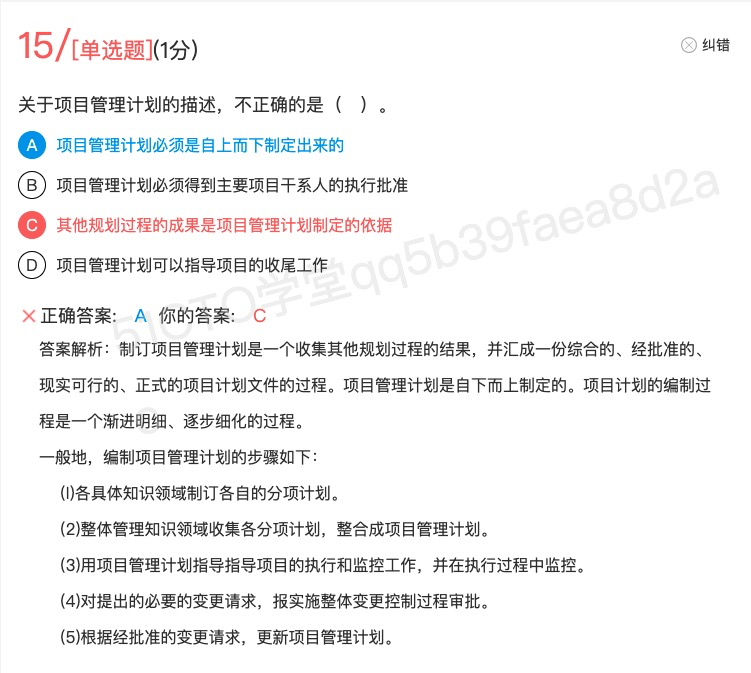 15/[单选题](1分)
纠错
关于项目管理计划的描述，不正确的是（　）。
A 项目管理计划必须是自上而下制定出来的
B 项目管理计划必须得到主要项目干系人的执行批准
C 其他规划过程的成果是项目管理计划制定的依据
D 项目管理计划可以指导项目的收尾工作
正确答案： A 你的答案： C
答案解析：制订项目管理计划是一个收集其他规划过程的结果，并汇成一份综合的、经批准的、
现实可行的、正式的项目计划文件的过程。项目管理计划是自下而上制定的。项目计划的编制过
程是一个渐进明细、逐步细化的过程。
一般地，编制项目管理计划的步骤如下：
(l)各具体知识领域制订各自的分项计划。
(2)整体管理知识领域收集各分项计划，整合成项目管理计划。
(3)用项目管理计划指导指导项目的执行和监控工作，并在执行过程中监控。
(4)对提出的必要的变更请求，报实施整体变更控制过程审批。
(5)根据经批准的变更请求，更新项目管理计划。
51CTO学堂qq5b39faea8d2a